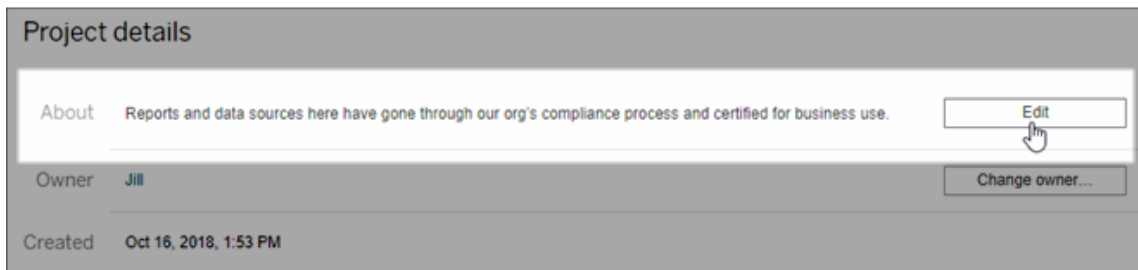 Project details
About Reports and data sources here have gone through our org's compliance process and certified for business use. Edit
Owner Jill Change owner...
Created Oct 16, 2018, 1:53 PM